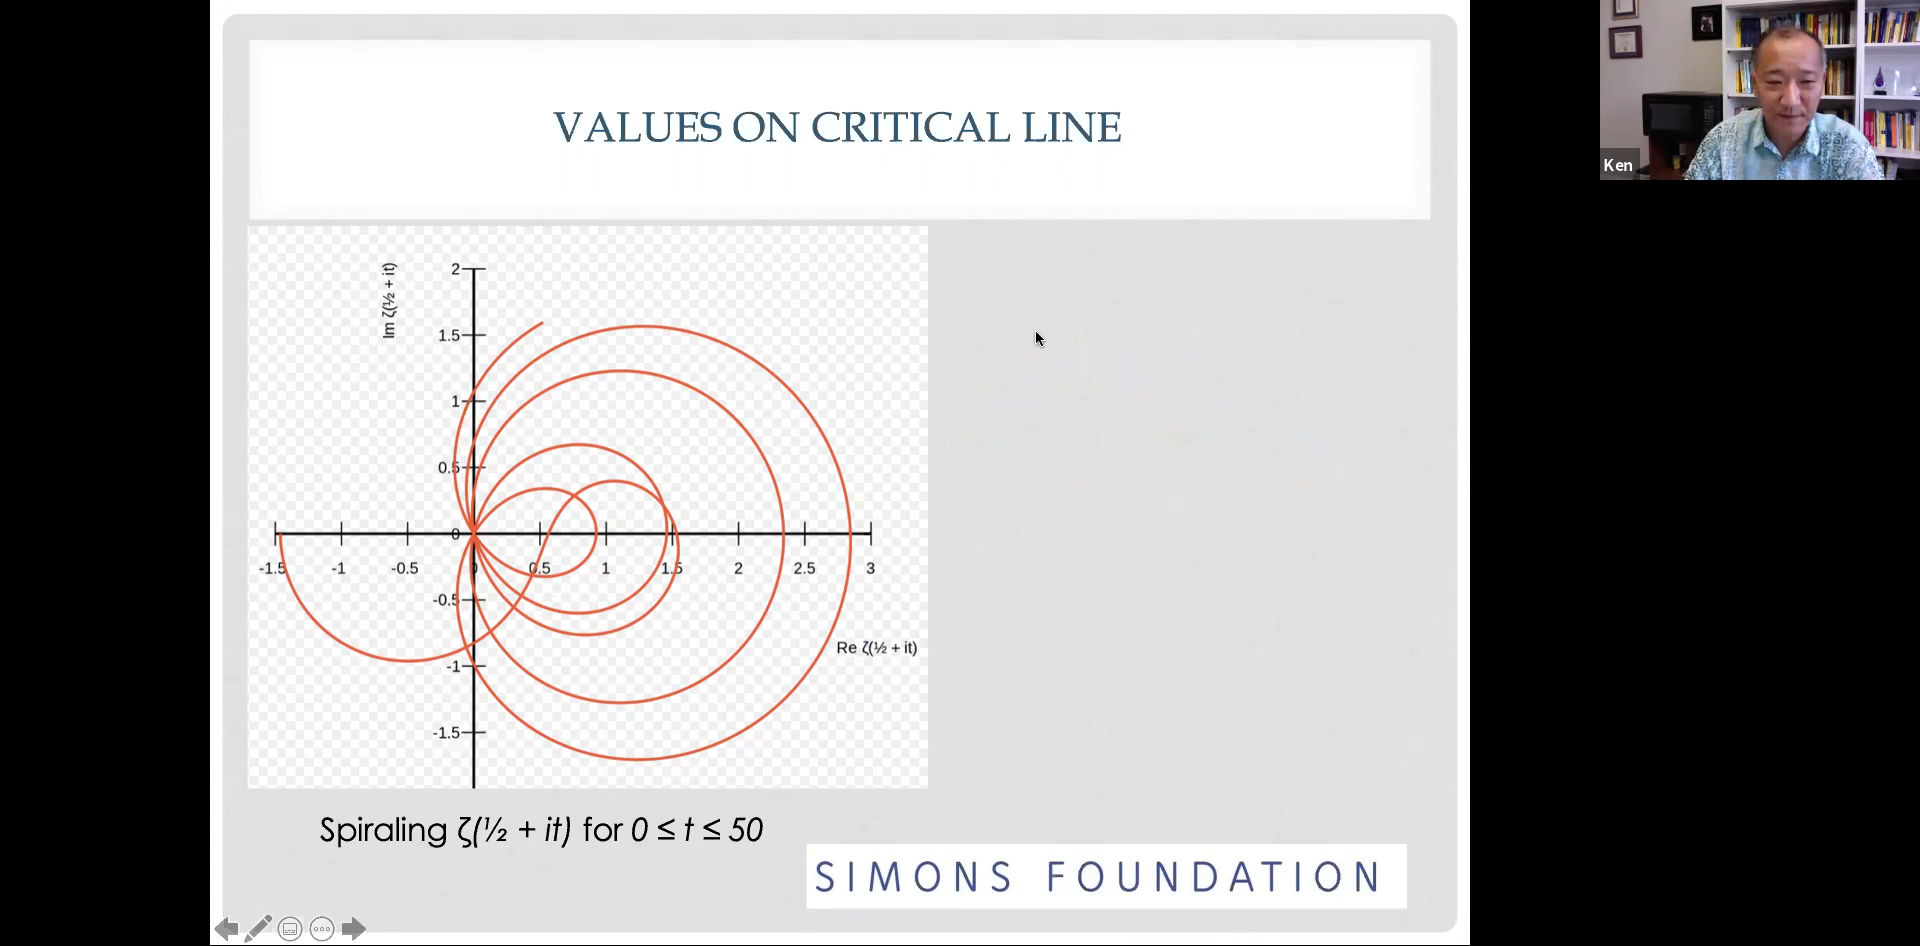 VALUES ON CRITICAL LINE
Ken
Im ζ(½ + it)
2
1.5
1
0.5
0
-0.5
-1
-1.5
-1.5 -1 -0.5 0 0.5 1 1.5 2 2.5 3
Re ζ(½ + it)
Spiraling ζ(½ + it) for 0 ≤ t ≤ 50
SIMONS FOUNDATION